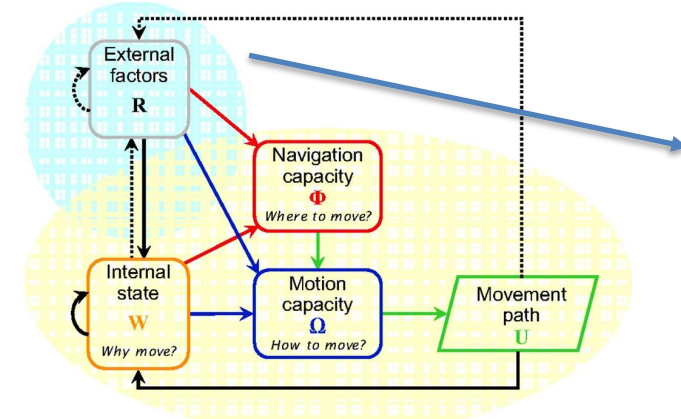 External
factors
R
Navigation
capacity
Φ
Where to move?
Internal
state
W
Why move?
Motion
capacity
Ω
How to move?
Movement
path
U